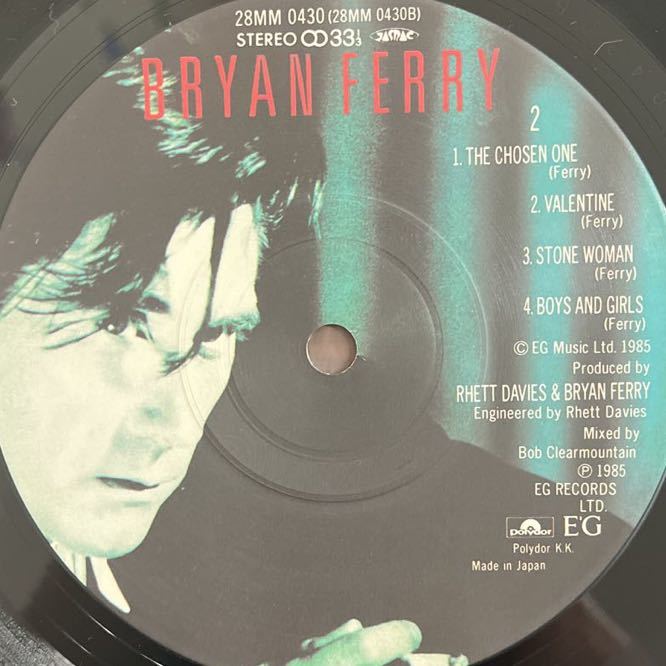 28MM 0430 (28MM 0430B)
STEREO 33⅓ JASRAC
BRYAN FERRY
2
1. THE CHOSEN ONE
(Ferry)
2. VALENTINE
(Ferry)
3. STONE WOMAN
(Ferry)
4. BOYS AND GIRLS
(Ferry)
© EG Music Ltd. 1985
Produced by
RHETT DAVIES & BRYAN FERRY
Engineered by Rhett Davies
Mixed by
Bob Clearmountain
℗ 1985
EG RECORDS
LTD.
polydor E'G
Polydor K.K.
Made in Japan